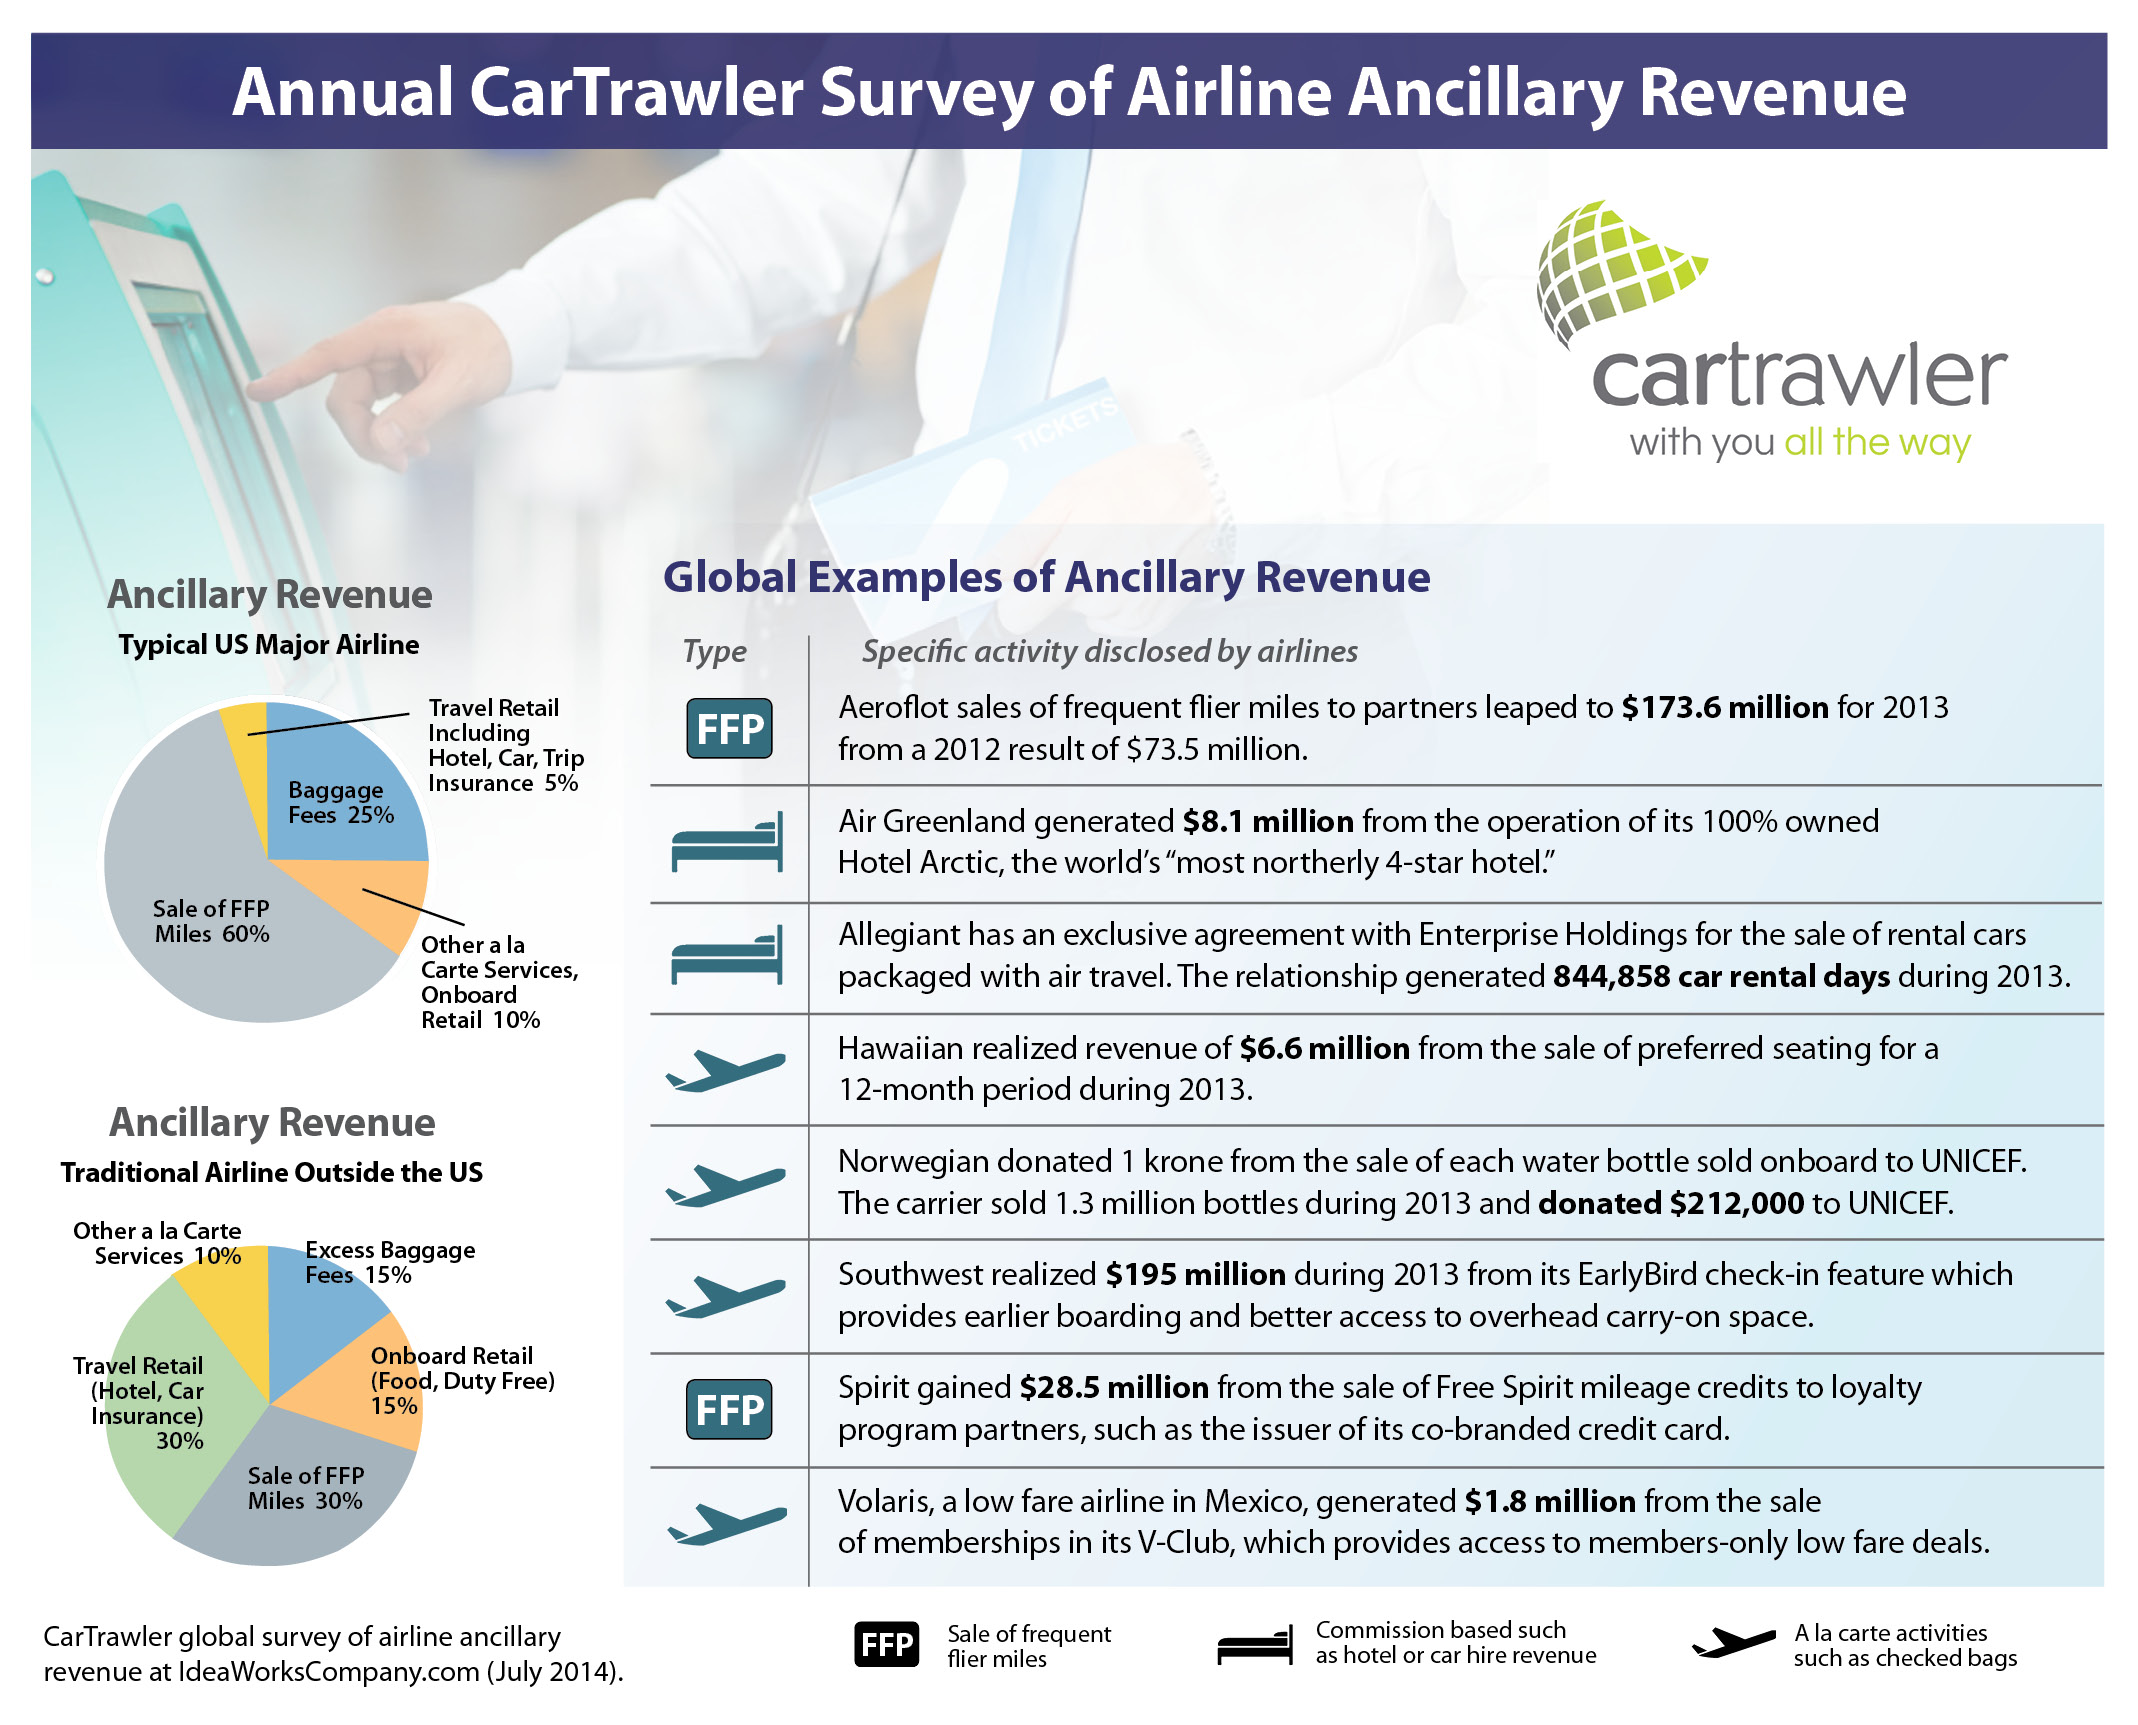 Annual CarTrawler Survey of Airline Ancillary Revenue
TICKETS
cartrawler
with you all the way
Ancillary Revenue
Typical US Major Airline
Travel Retail
Including
Hotel, Car, Trip
Insurance 5%
Baggage
Fees 25%
Sale of FFP
Miles 60%
Other a la
Carte Services,
Onboard
Retail 10%
Ancillary Revenue
Traditional Airline Outside the US
Other a la Carte
Services 10%
Excess Baggage
Fees 15%
Onboard Retail
(Food, Duty Free)
15%
Travel Retail
(Hotel, Car
Insurance)
30%
Sale of FFP
Miles 30%
CarTrawler global survey of airline ancillary
revenue at IdeaWorksCompany.com (July 2014).
Global Examples of Ancillary Revenue
Type Specific activity disclosed by airlines
FFP
Aeroflot sales of frequent flier miles to partners leaped to $173.6 million for 2013
from a 2012 result of $73.5 million.
Air Greenland generated $8.1 million from the operation of its 100% owned
Hotel Arctic, the world's “most northerly 4-star hotel.”
Allegiant has an exclusive agreement with Enterprise Holdings for the sale of rental cars
packaged with air travel. The relationship generated 844,858 car rental days during 2013.
Hawaiian realized revenue of $6.6 million from the sale of preferred seating for a
12-month period during 2013.
Norwegian donated 1 krone from the sale of each water bottle sold onboard to UNICEF.
The carrier sold 1.3 million bottles during 2013 and donated $212,000 to UNICEF.
Southwest realized $195 million during 2013 from its EarlyBird check-in feature which
provides earlier boarding and better access to overhead carry-on space.
FFP
Spirit gained $28.5 million from the sale of Free Spirit mileage credits to loyalty
program partners, such as the issuer of its co-branded credit card.
Volaris, a low fare airline in Mexico, generated $1.8 million from the sale
of memberships in its V-Club, which provides access to members-only low fare deals.
FFP
Sale of frequent
flier miles
Commission based such
as hotel or car hire revenue
A la carte activities
such as checked bags